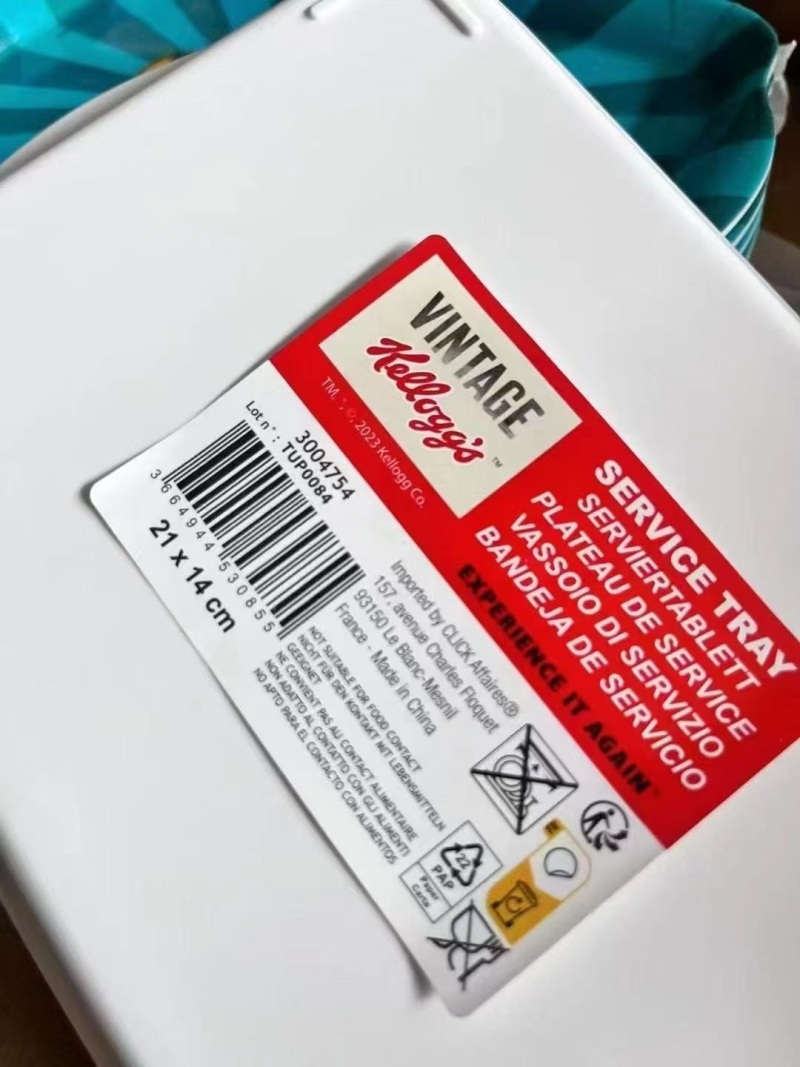 VINTAGE
Kellogg's™
TM, ®, © 2023 Kellogg Co.
SERVICE TRAY
SERVIERTABLETT
PLATEAU DE SERVICE
VASSOIO DI SERVIZIO
BANDEJA DE SERVICIO
EXPERIENCE IT AGAIN™
3004754
Lot n° : TUP0084
3 664944 530855
21 x 14 cm
Imported by CLICK Affaires®
157, avenue Charles Floquet
93150 Le Blanc-Mesnil
France - Made in China
NOT SUITABLE FOR FOOD CONTACT
NICHT FÜR DEN KONTAKT MIT LEBENSMITTELN
GEEIGNET
NE CONVIENT PAS AU CONTACT ALIMENTAIRE
NON ADATTO AL CONTATTO CON GLI ALIMENTI
NO APTO PARA EL CONTACTO CON ALIMENTOS
22
PAP
Paper
Carta